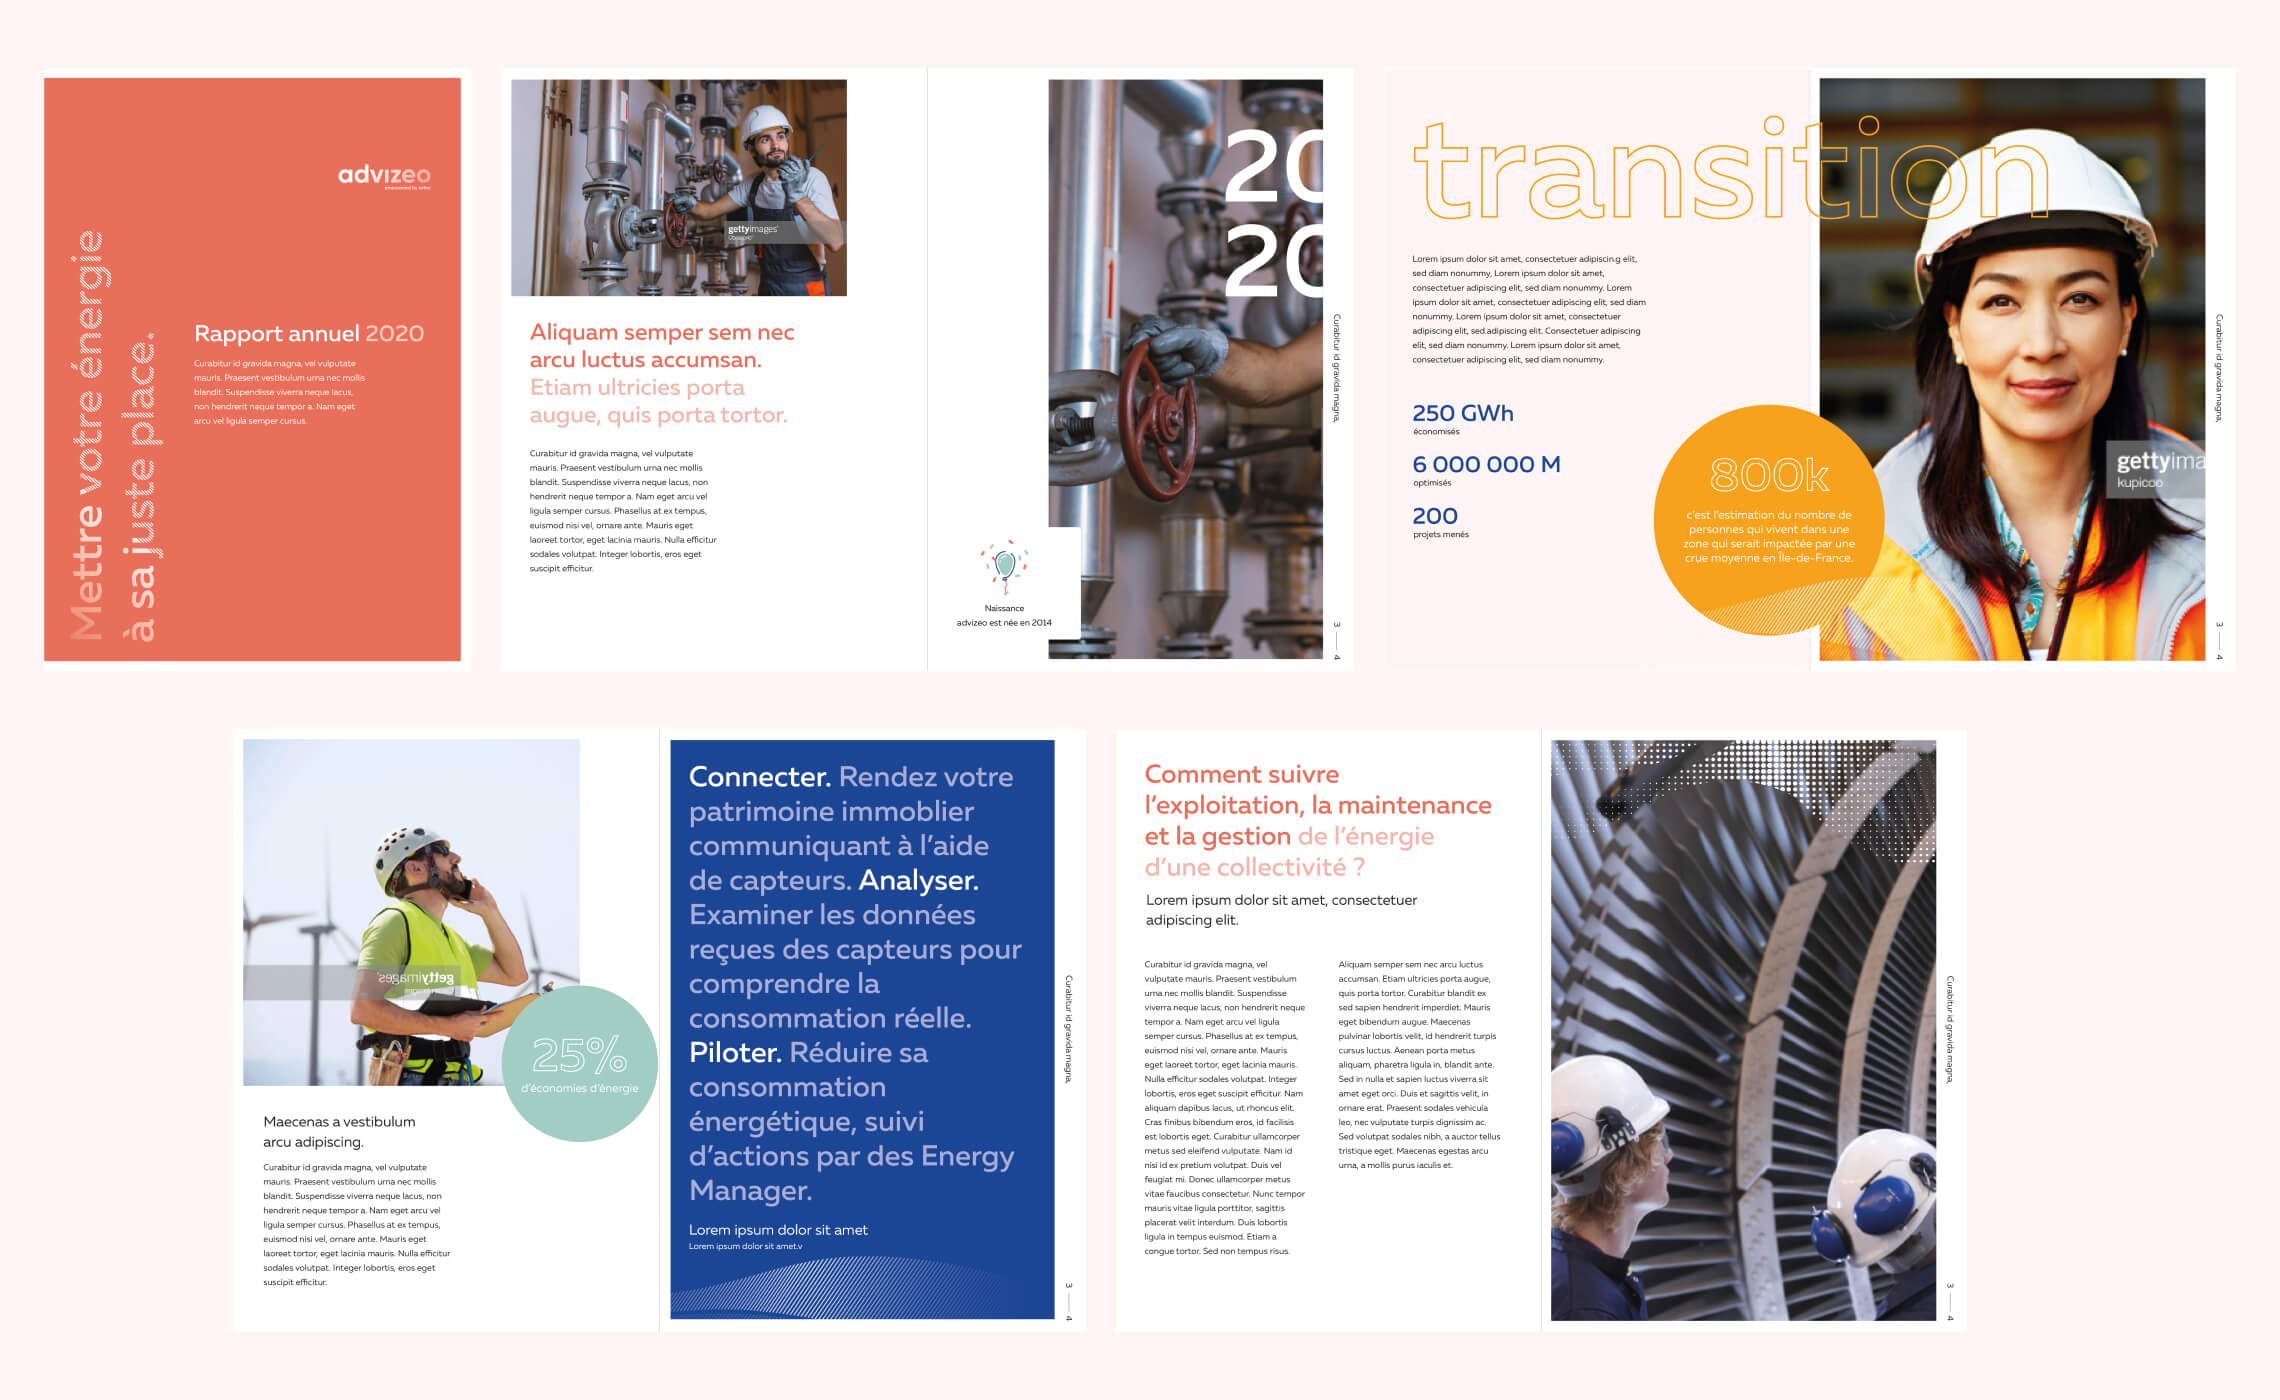 advizeo
empowered by setec
Mettre votre énergie
à sa juste place.
Rapport annuel 2020
Curabitur id gravida magna, vel vulputate
mauris. Praesent vestibulum urna nec mollis
blandit. Suspendisse viverra neque lacus,
non hendrerit neque tempor a. Nam eget
arcu vel ligula semper cursus.
gettyimages
Aliquam semper sem nec
arcu luctus accumsan.
Etiam ultricies porta
augue, quis porta tortor.
Curabitur id gravida magna, vel vulputate
mauris. Praesent vestibulum urna nec mollis
blandit. Suspendisse viverra neque lacus, non
hendrerit neque tempor a. Nam eget arcu vel
ligula semper cursus. Phasellus at ex tempus,
euismod nisi vel, ornare ante. Mauris eget
laoreet tortor, eget lacinia mauris. Nulla efficitur
sodales volutpat. Integer lobortis, eros eget
suscipit efficitur.
20
20
Naissance
advizeo est née en 2014
Curabitur id gravida magna,
3 — 4
transition
Lorem ipsum dolor sit amet, consectetuer adipiscin.g elit,
sed diam nonummy, Lorem ipsum dolor sit amet,
consectetuer adipiscing elit, sed diam nonummy. Lorem
ipsum dolor sit amet, consectetuer adipiscing elit, sed diam
nonummy. Lorem ipsum dolor sit amet, consectetuer
adipiscing elit, sed.adipiscing elit. Consectetuer adipiscing
elit, sed diam nonummy. Lorem ipsum dolor sit amet,
consectetuer adipiscing elit, sed diam nonummy.
250 GWh
économisés
6 000 000 M
optimisés
200
projets menés
800k
c'est l'estimation du nombre de
personnes qui vivent dans une
zone qui serait impactée par une
crue moyenne en Île-de-France.
gettyima
kupicoo
Curabitur id gravida magna,
3 — 4
gettyimages
25%
d'économies d'énergie
Maecenas a vestibulum
arcu adipiscing.
Curabitur id gravida magna, vel vulputate
mauris. Praesent vestibulum urna nec mollis
blandit. Suspendisse viverra neque lacus, non
hendrerit neque tempor a. Nam eget arcu vel
ligula semper cursus. Phasellus at ex tempus,
euismod nisi vel, ornare ante. Mauris eget
laoreet tortor, eget lacinia mauris. Nulla efficitur
sodales volutpat. Integer lobortis, eros eget
suscipit efficitur.
Connecter. Rendez votre
patrimoine immoblier
communiquant à l'aide
de capteurs. Analyser.
Examiner les données
reçues des capteurs pour
comprendre la
consommation réelle.
Piloter. Réduire sa
consommation
énergétique, suivi
d'actions par des Energy
Manager.
Lorem ipsum dolor sit amet
Lorem ipsum dolor sit amet.v
Curabitur id gravida magna,
3 — 4
Comment suivre
l'exploitation, la maintenance
et la gestion de l'énergie
d'une collectivité ?
Lorem ipsum dolor sit amet, consectetuer
adipiscing elit.
Curabitur id gravida magna, vel
vulputate mauris. Praesent vestibulum
urna nec mollis blandit. Suspendisse
viverra neque lacus, non hendrerit neque
tempor a. Nam eget arcu vel ligula
semper cursus. Phasellus at ex tempus,
euismod nisi vel, ornare ante. Mauris
eget laoreet tortor, eget lacinia mauris.
Nulla efficitur sodales volutpat. Integer
lobortis, eros eget suscipit efficitur. Nam
aliquam dapibus lacus, ut rhoncus elit.
Cras finibus bibendum eros, id facilisis
est lobortis eget. Curabitur ullamcorper
metus sed eleifend vulputate. Nam id
nisi id ex pretium volutpat. Duis vel
feugiat mi. Donec ullamcorper metus
vitae faucibus consectetur. Nunc tempor
mauris vitae ligula porttitor, sagittis
placerat velit interdum. Duis lobortis
ligula in tempus euismod. Etiam a
congue tortor. Sed non tempus risus.
Aliquam semper sem nec arcu luctus
accumsan. Etiam ultricies porta augue,
quis porta tortor. Curabitur blandit ex
sed sapien hendrerit imperdiet. Mauris
eget bibendum augue. Maecenas
pulvinar lobortis velit, id hendrerit turpis
cursus luctus. Aenean porta metus
aliquam, pharetra ligula in, blandit ante.
Sed in nulla et sapien luctus viverra sit
amet eget orci. Duis et sagittis velit, in
ornare erat. Praesent sodales vehicula
leo, nec vulputate turpis dignissim ac.
Sed volutpat sodales nibh, a auctor tellus
tristique eget. Maecenas egestas arcu
urna, a mollis purus iaculis et.
Curabitur id gravida magna,
3 — 4